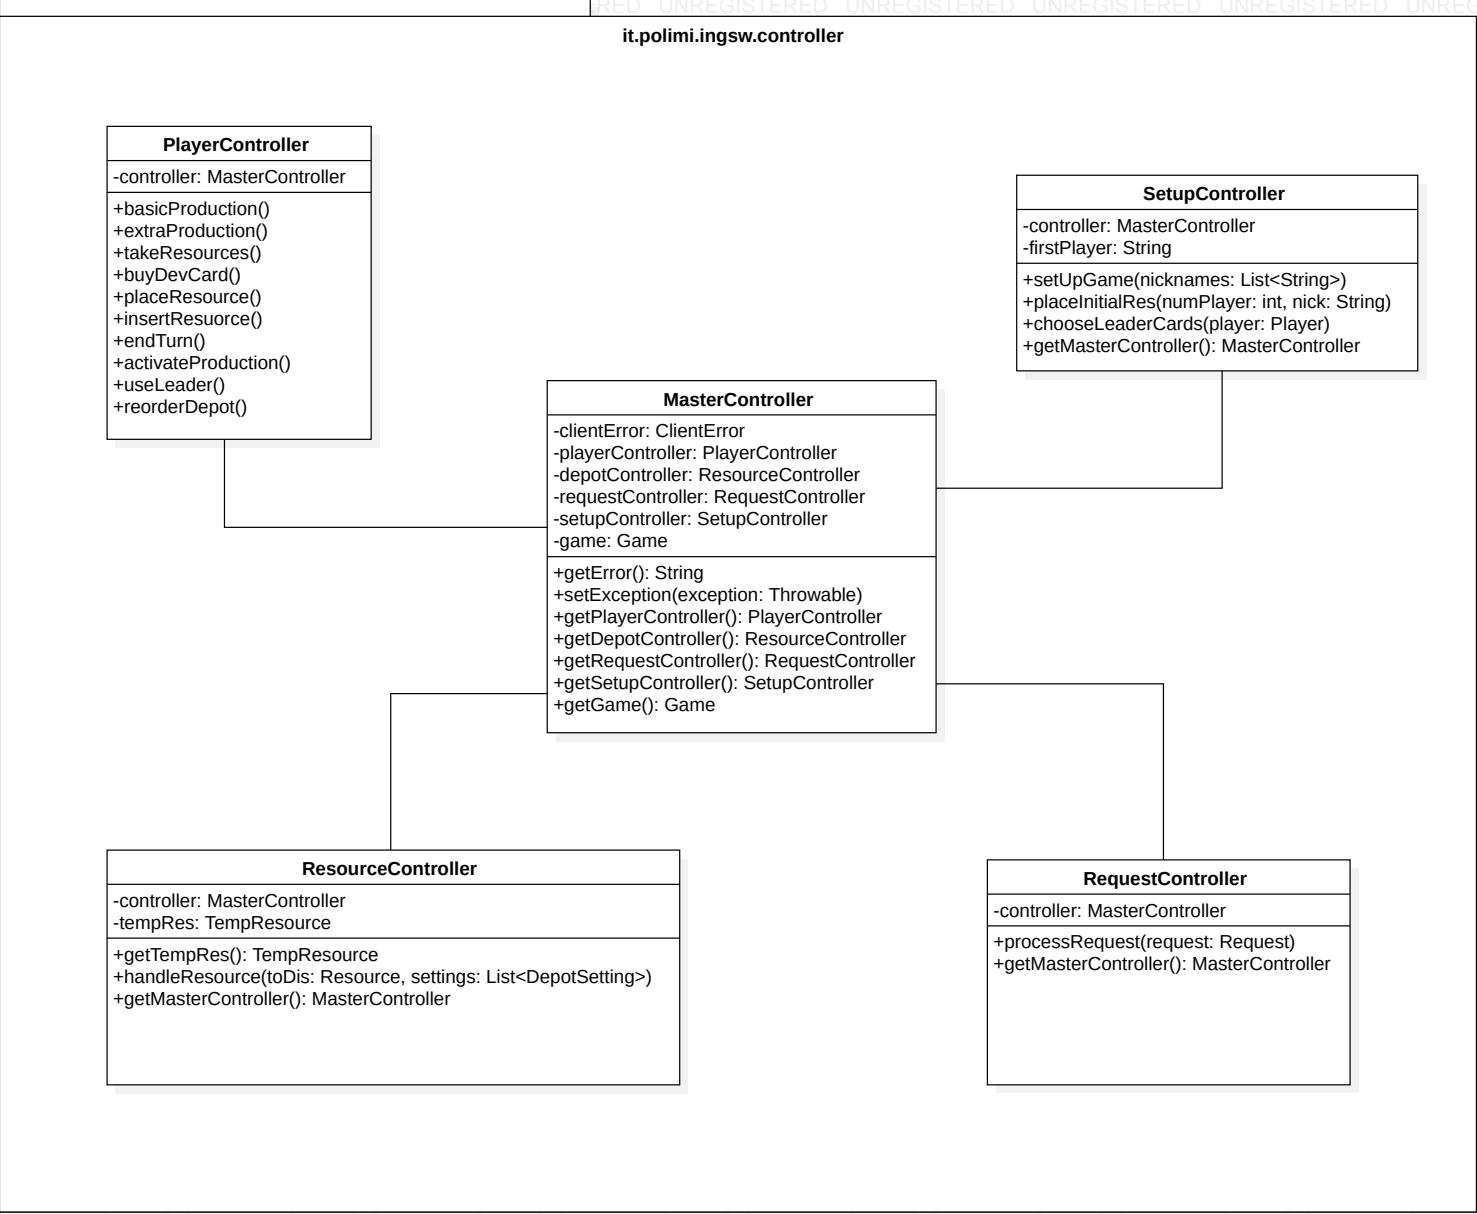 RED UNREGISTERED UNREGISTERED UNREGISTERED UNREGISTERED UNREG
it.polimi.ingsw.controller
PlayerController
-controller: MasterController
+basicProduction()
+extraProduction()
+takeResources()
+buyDevCard()
+placeResource()
+insertResuorce()
+endTurn()
+activateProduction()
+useLeader()
+reorderDepot()
SetupController
-controller: MasterController
-firstPlayer: String
+setUpGame(nicknames: List<String>)
+placeInitialRes(numPlayer: int, nick: String)
+chooseLeaderCards(player: Player)
+getMasterController(): MasterController
MasterController
-clientError: ClientError
-playerController: PlayerController
-depotController: ResourceController
-requestController: RequestController
-setupController: SetupController
-game: Game
+getError(): String
+setException(exception: Throwable)
+getPlayerController(): PlayerController
+getDepotController(): ResourceController
+getRequestController(): RequestController
+getSetupController(): SetupController
+getGame(): Game
ResourceController
-controller: MasterController
-tempRes: TempResource
+getTempRes(): TempResource
+handleResource(toDis: Resource, settings: List<DepotSetting>)
+getMasterController(): MasterController
RequestController
-controller: MasterController
+processRequest(request: Request)
+getMasterController(): MasterController